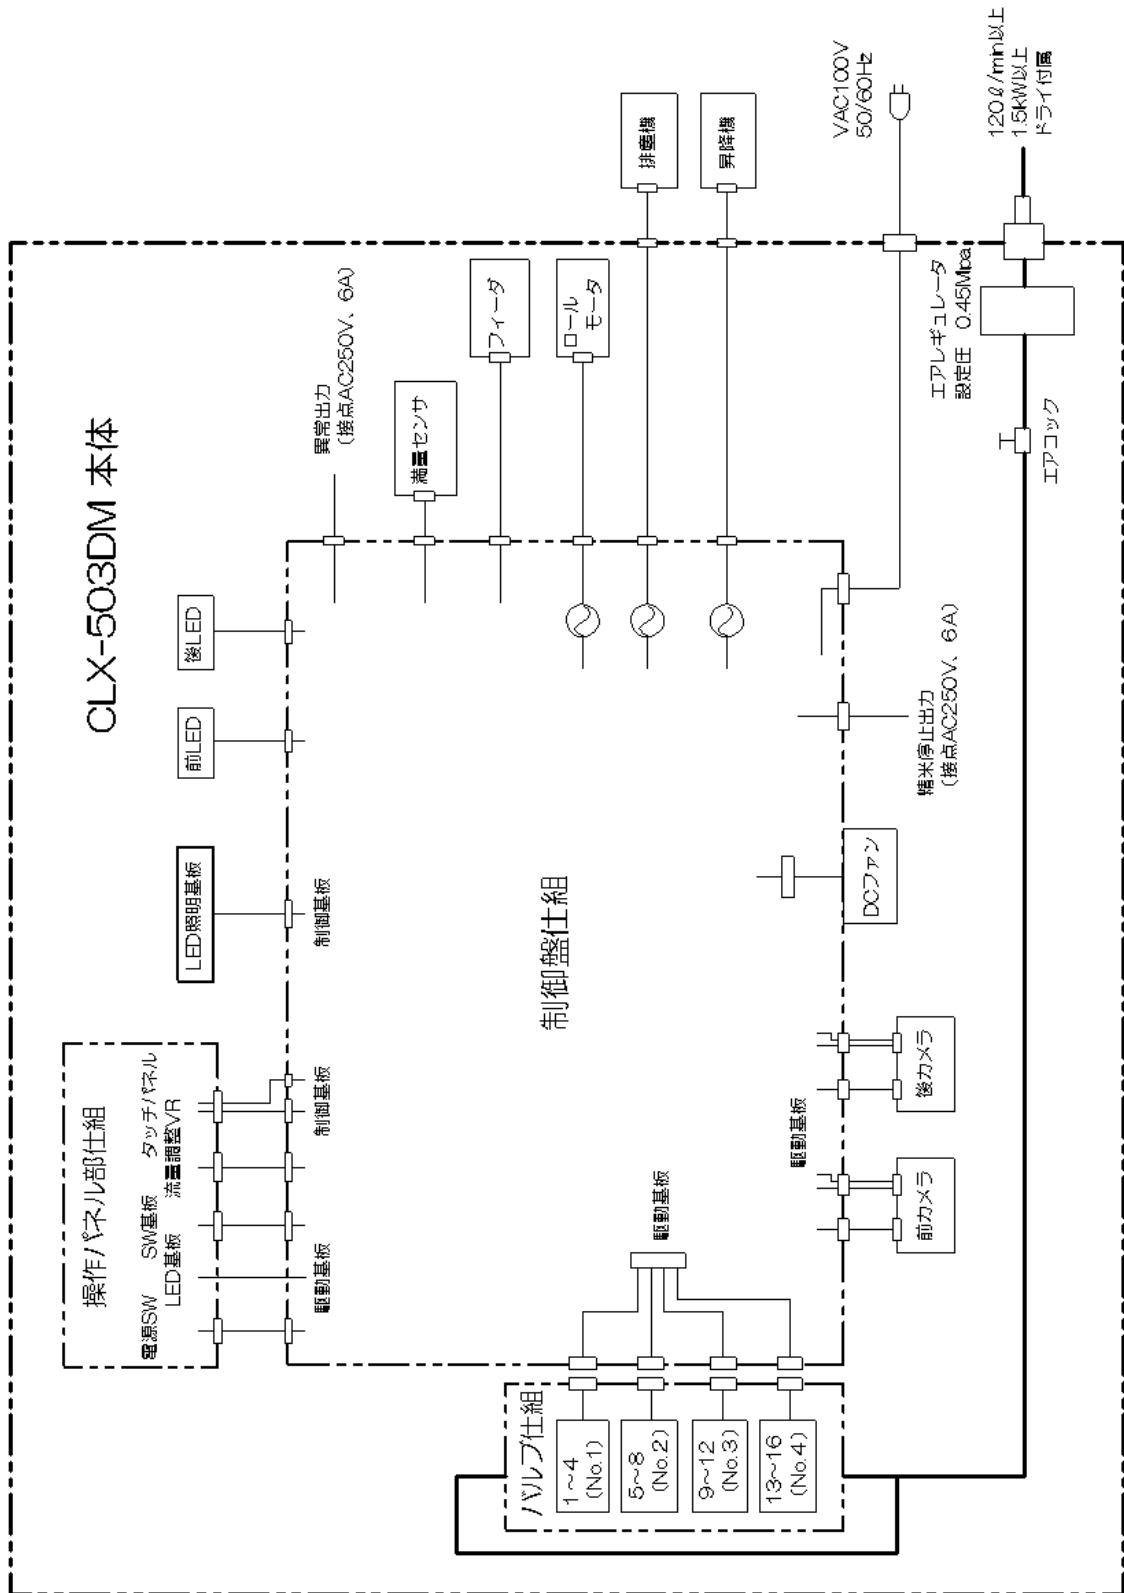 CLX-503DM 本体
操作パネル部仕組
電源SW
SW基板
タッチパネル
LED基板
流量調整VR
LED照明基板
前LED
後LED
異常出力
（接点AC250V、6A）
満量センサ
フィーダ
ロール
モータ
排塵機
昇降機
VAC100V
50/60Hz
120ℓ/min以上
1.5kW以上
ドライ付属
駆動基板
制御基板
制御基板
制御盤仕組
バルブ仕組
1～4
(No.1)
5～8
(No.2)
9～12
(No.3)
13～16
(No.4)
駆動基板
駆動基板
前カメラ
後カメラ
DCファン
精米停止出力
（接点AC250V、6A）
エアレギュレータ
設定圧 0.45Mpa
エアコック